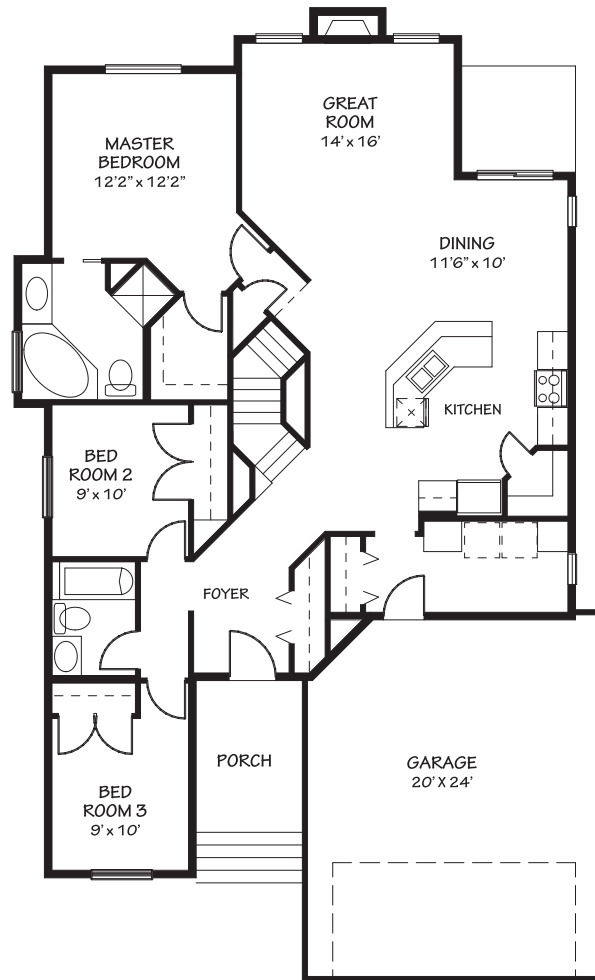 GREAT
ROOM
14' x 16'
MASTER
BEDROOM
12'2" x 12'2"
DINING
11'6" x 10'
KITCHEN
BED
ROOM 2
9' x 10'
FOYER
PORCH
GARAGE
20' X 24'
BED
ROOM 3
9' x 10'